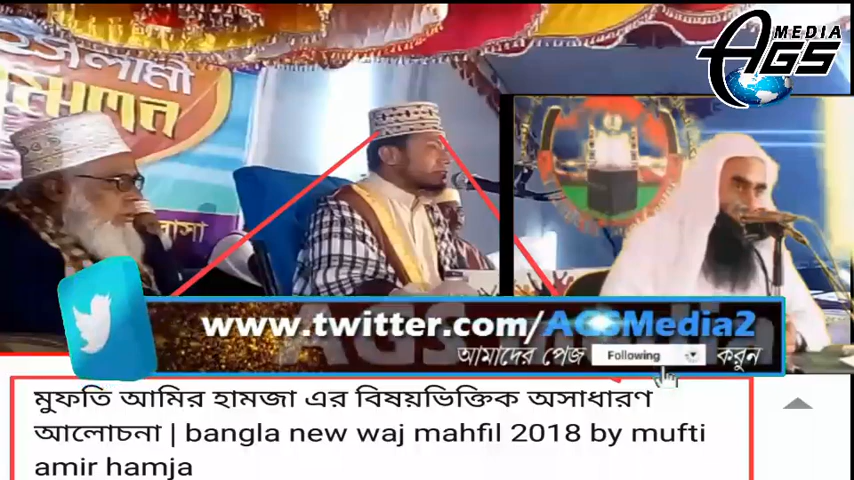 MEDIA
AGS
জলামী
www.twitter.com/AGSMedia2
আমাদের পেজ Following করুন
মুফতি আমির হামজা এর বিষয়ভিক্তিক অসাধারণ
আলোচনা | bangla new waj mahfil 2018 by mufti
amir hamja